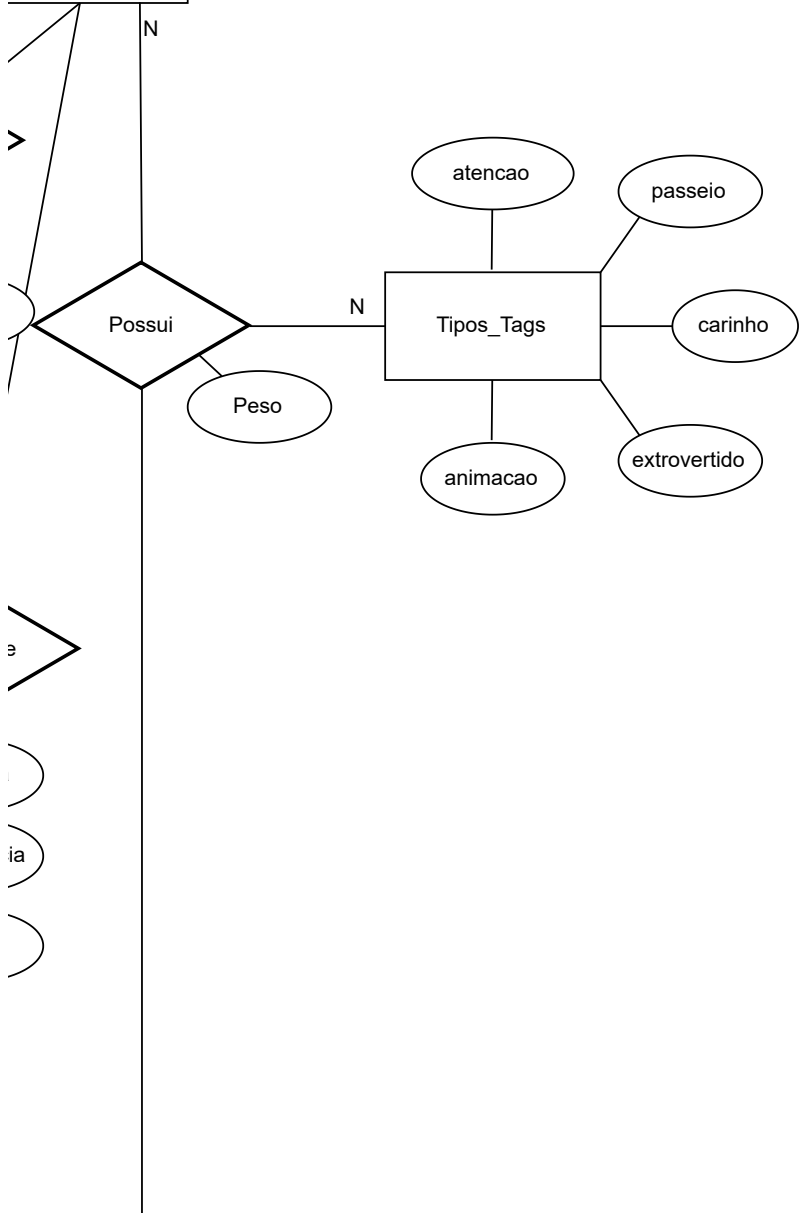 N
atencao
passeio
N
Possui
Tipos_Tags
carinho
Peso
extrovertido
animacao